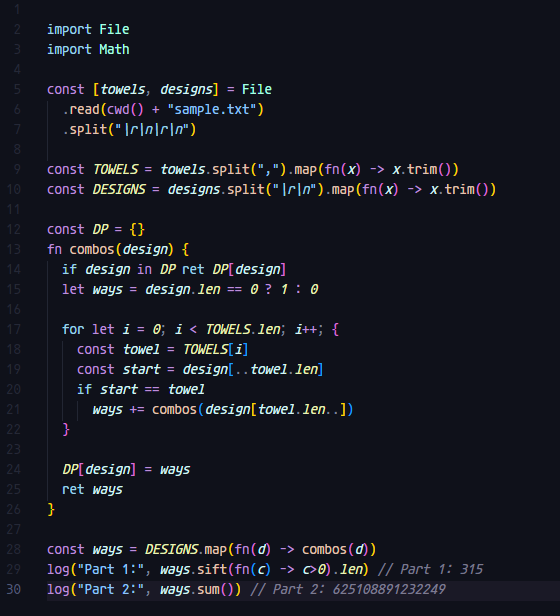 1
2 import File
3 import Math
4
5 const [towels, designs] = File
6 .read(cwd() + "sample.txt")
7 .split("\r\n\r\n")
8
9 const TOWELS = towels.split(",").map(fn(x) -> x.trim())
10 const DESIGNS = designs.split("\r\n").map(fn(x) -> x.trim())
11
12 const DP = {}
13 fn combos(design) {
14 if design in DP ret DP[design]
15 let ways = design.len == 0 ? 1 : 0
16
17 for let i = 0; i < TOWELS.len; i++; {
18 const towel = TOWELS[i]
19 const start = design[..towel.len]
20 if start == towel
21 ways += combos(design[towel.len..])
22 }
23
24 DP[design] = ways
25 ret ways
26 }
27
28 const ways = DESIGNS.map(fn(d) -> combos(d))
29 log("Part 1:", ways.sift(fn(c) -> c>0).len) // Part 1: 315
30 log("Part 2:", ways.sum()) // Part 2: 625108891232249